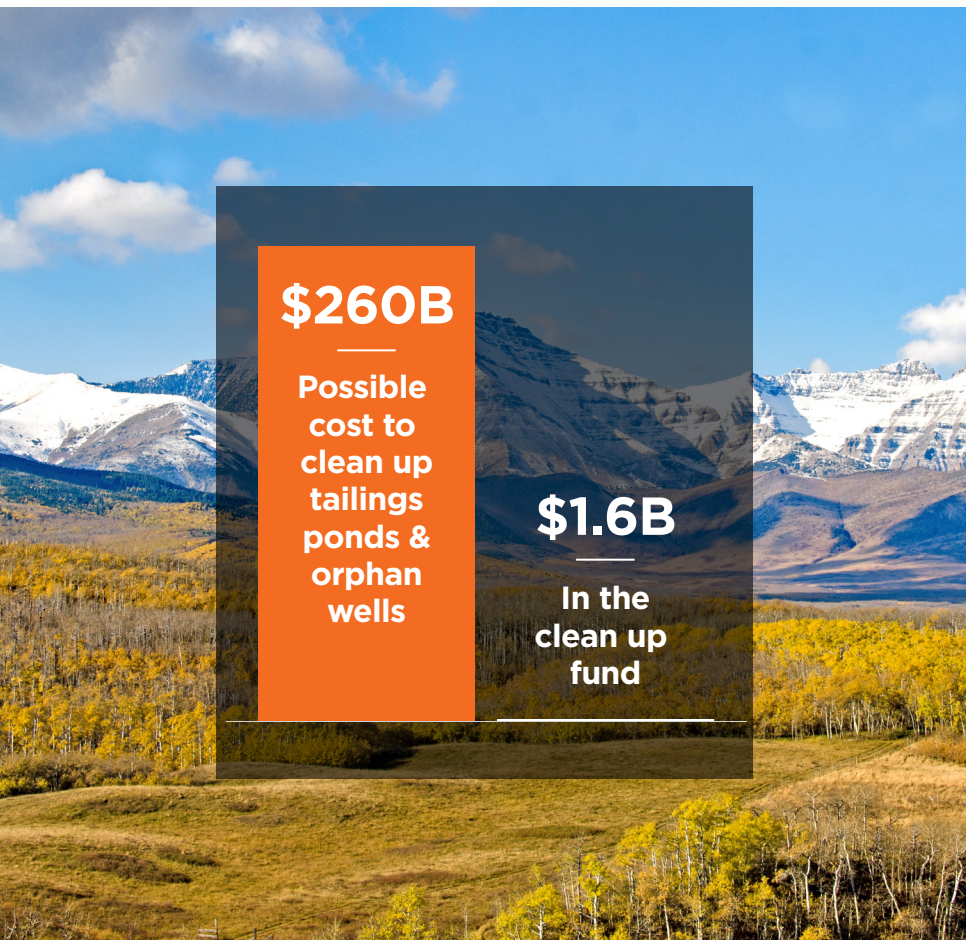 $260B
Possible
cost to
clean up
tailings
ponds &
orphan
wells
$1.6B
In the
clean up
fund